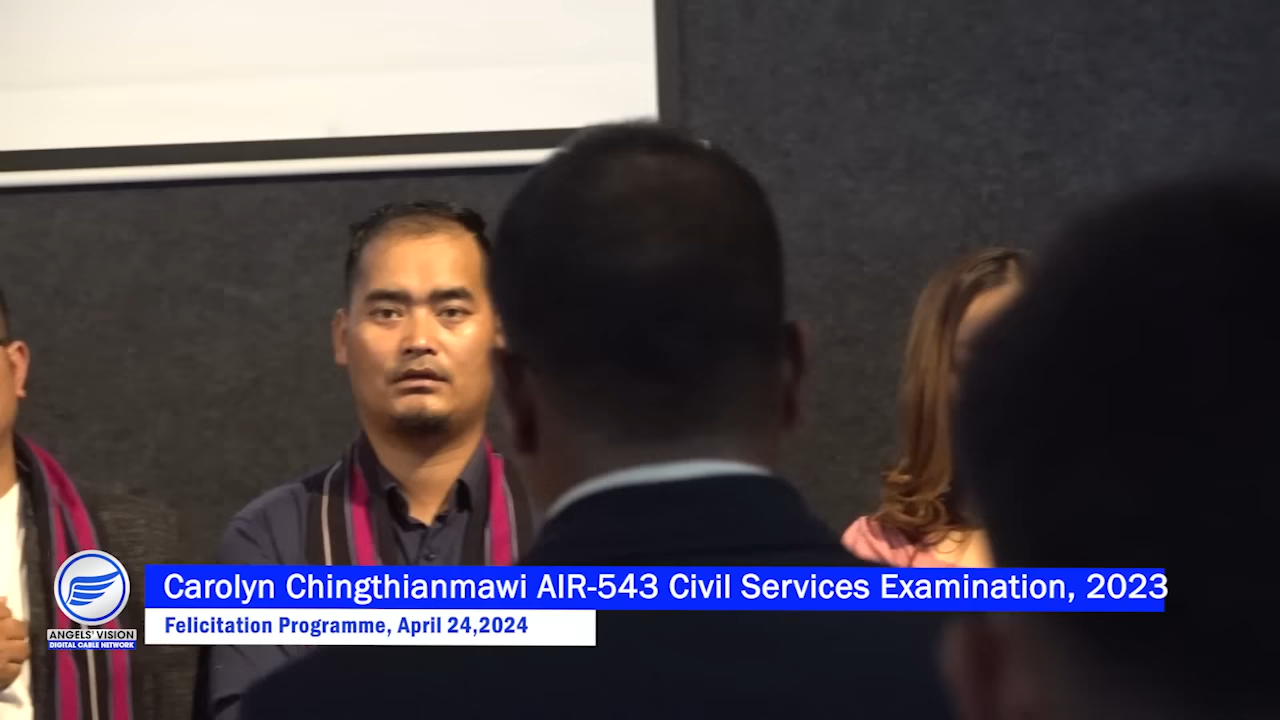 Carolyn Chingthianmawi AIR-543 Civil Services Examination, 2023
Felicitation Programme, April 24,2024
ANGELS' VISION
DIGITAL CABLE NETWORK